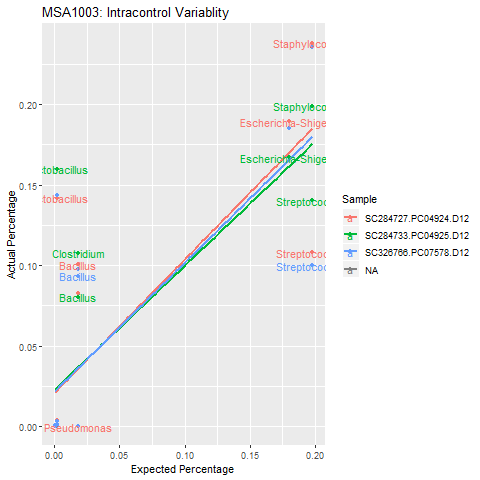 MSA1003: Intracontrol Variablity
Staphyloco
Staphyloco
Escherichia-Shige
Escherichia-Shige
tobacillus
tobacillus
Streptococ
Clostridium
Streptococ
Bacillus
Streptococ
Bacillus
Bacillus
Pseudomonas
0.20
0.15
0.10
0.05
0.00
Actual Percentage
0.00 0.05 0.10 0.15 0.20
Expected Percentage
Sample
SC284727.PC04924.D12
SC284733.PC04925.D12
SC326766.PC07578.D12
NA